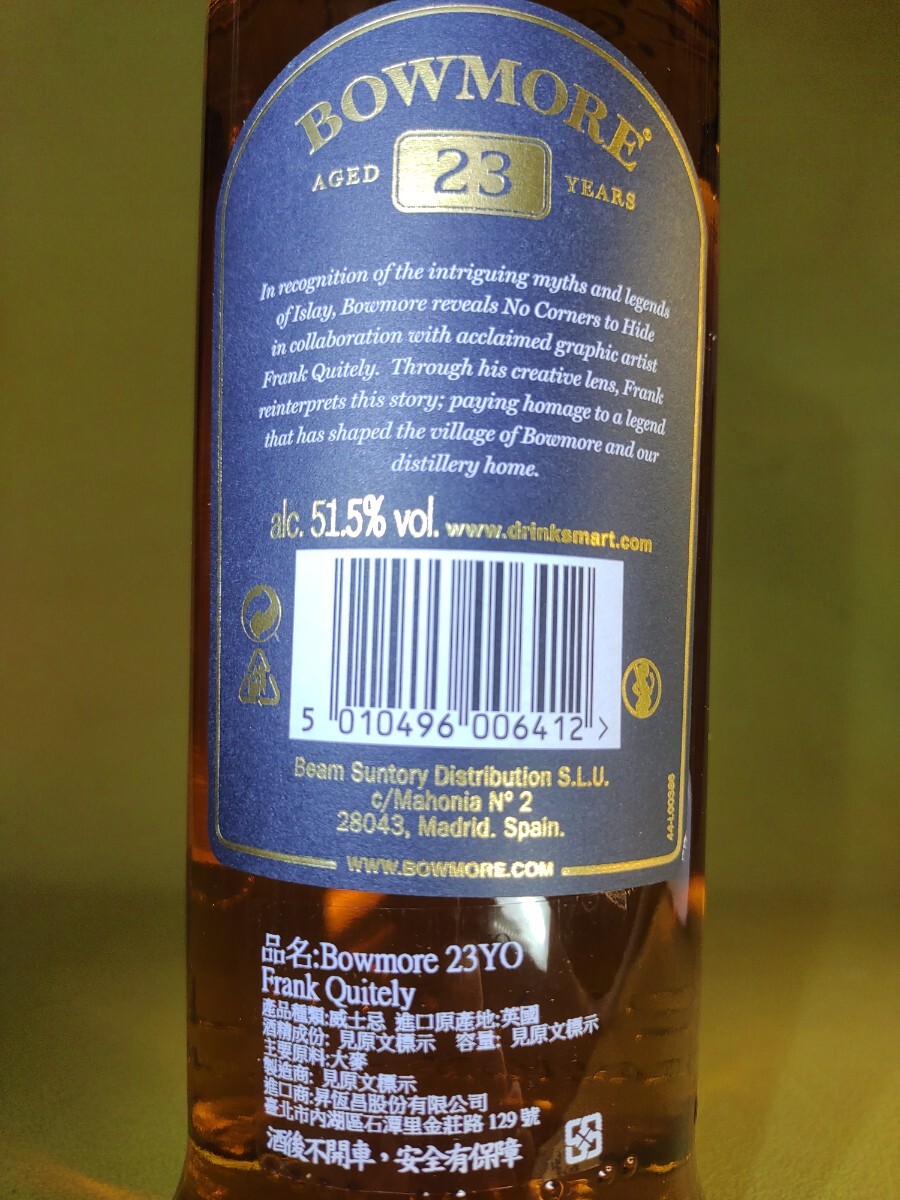 BOWMORE®
AGED 23 YEARS
In recognition of the intriguing myths and legends
of Islay, Bowmore reveals No Corners to Hide
in collaboration with acclaimed graphic artist
Frank Quitely. Through his creative lens, Frank
reinterprets this story; paying homage to a legend
that has shaped the village of Bowmore and our
distillery home.
alc. 51.5% vol. www.drinksmart.com
5 010496 006412 >
Beam Suntory Distribution S.L.U.
c/Mahonia Nº 2
28043, Madrid. Spain.
A4-L00386
WWW.BOWMORE.COM
品名:Bowmore 23YO
Frank Quitely
產品種類:威士忌 進口原產地:英國
酒精成份: 見原文標示 容量: 見原文標示
主要原料:大麥
製造商: 見原文標示
進口商:昇恆昌股份有限公司
臺北市內湖區石潭里金莊路 129 號
酒後不開車，安全有保障